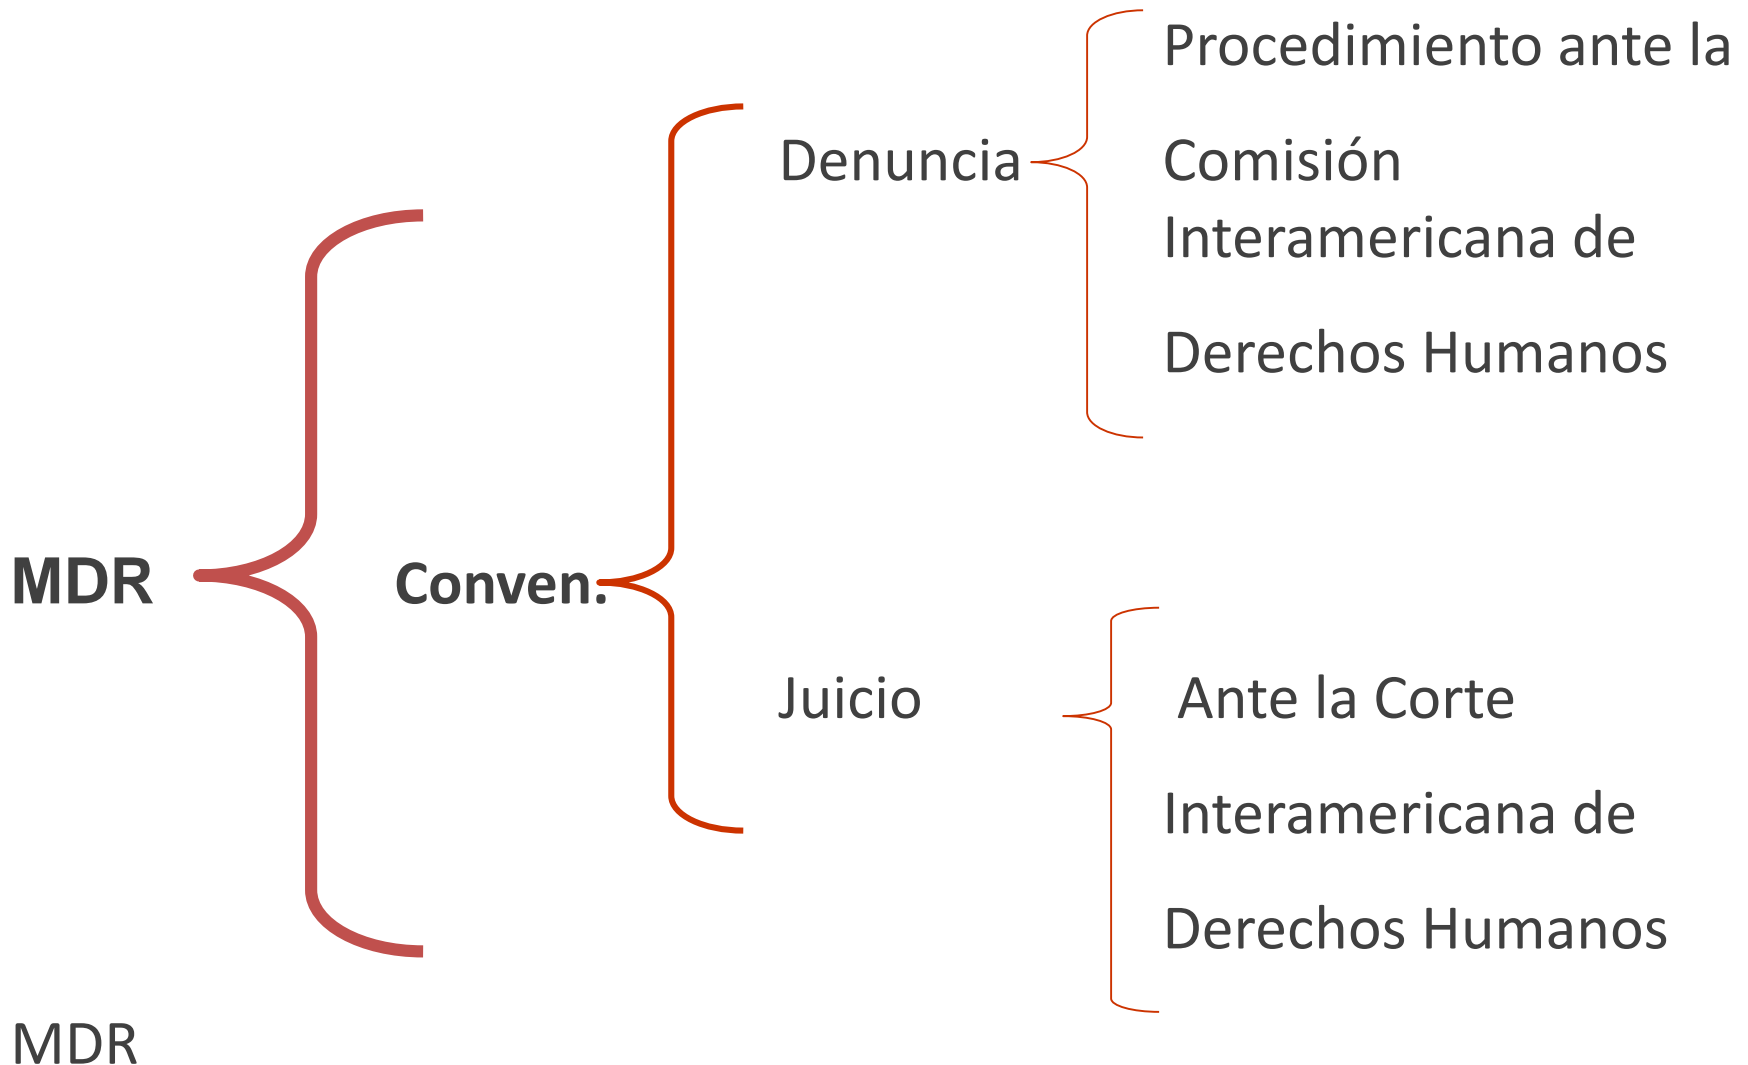 Procedimiento ante la
Denuncia
Comisión
Interamericana de
Derechos Humanos
MDR
Conven.
Juicio
Ante la Corte
Interamericana de
Derechos Humanos
MDR